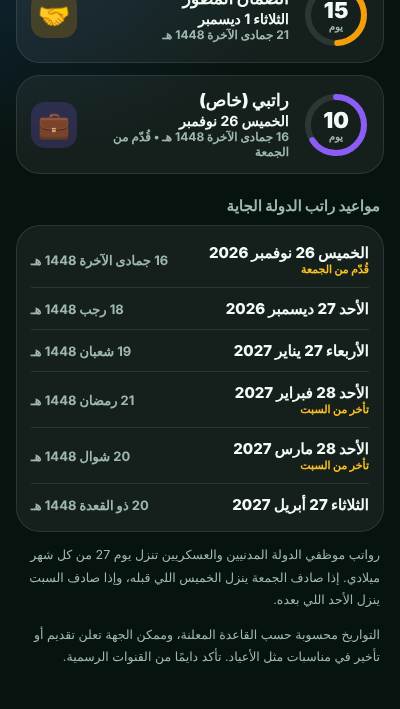 15
الضمان المطور
يوم
الثلاثاء 1 ديسمبر
21 جمادى الآخرة 1448 هـ
راتبي (خاص)
10
يوم
الخميس 26 نوفمبر
16 جمادى الآخرة 1448 هـ • قُدّم من
الجمعة
مواعيد راتب الدولة الجاية
الخميس 26 نوفمبر 2026
16 جمادى الآخرة 1448 هـ
قُدّم من الجمعة
الأحد 27 ديسمبر 2026
18 رجب 1448 هـ
الأربعاء 27 يناير 2027
19 شعبان 1448 هـ
الأحد 28 فبراير 2027
21 رمضان 1448 هـ
تأخر من السبت
الأحد 28 مارس 2027
20 شوال 1448 هـ
تأخر من السبت
الثلاثاء 27 أبريل 2027
20 ذو القعدة 1448 هـ
رواتب موظفي الدولة المدنيين والعسكريين تنزل يوم 27 من كل شهر
ميلادي. إذا صادف الجمعة ينزل الخميس اللي قبله، وإذا صادف السبت
ينزل الأحد اللي بعده.
التواريخ محسوبة حسب القاعدة المعلنة، وممكن الجهة تعلن تقديم أو
تأخير في مناسبات مثل الأعياد. تأكد دايمًا من القنوات الرسمية.